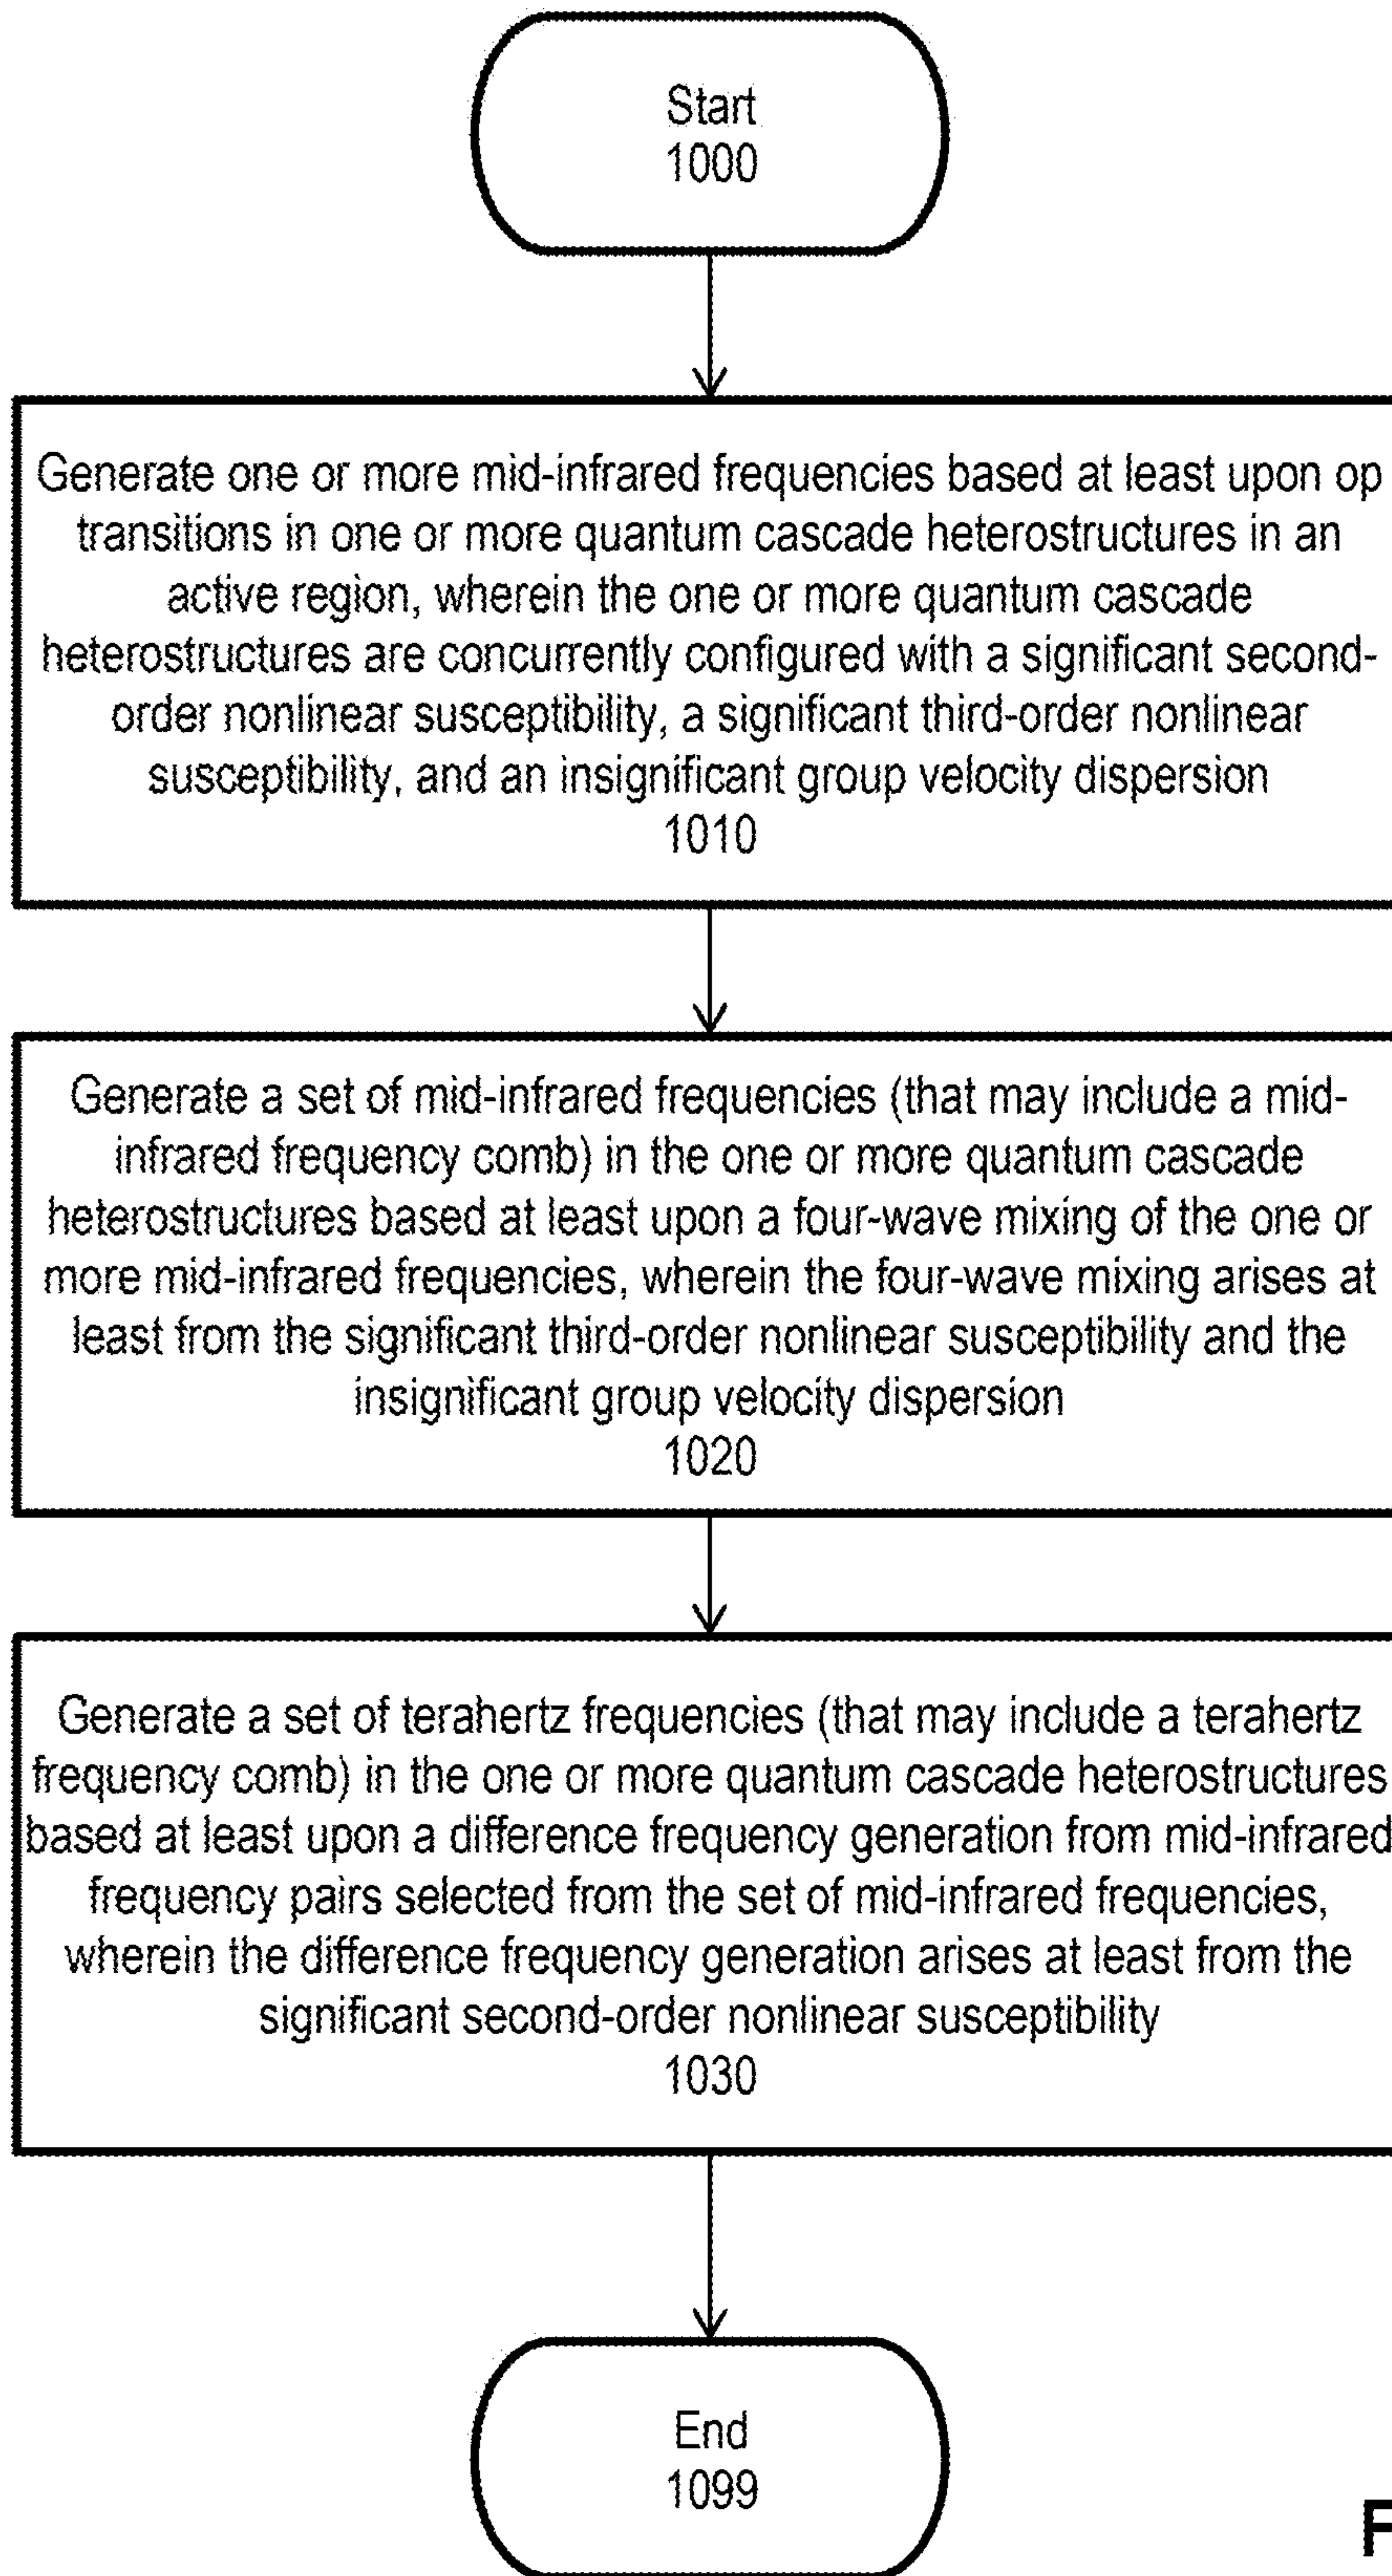 Start
1000
Generate one or more mid-infrared frequencies based at least upon op
transitions in one or more quantum cascade heterostructures in an
active region, wherein the one or more quantum cascade
heterostructures are concurrently configured with a significant second-
order nonlinear susceptibility, a significant third-order nonlinear
susceptibility, and an insignificant group velocity dispersion
1010
Generate a set of mid-infrared frequencies (that may include a mid-
infrared frequency comb) in the one or more quantum cascade
heterostructures based at least upon a four-wave mixing of the one or
more mid-infrared frequencies, wherein the four-wave mixing arises at
least from the significant third-order nonlinear susceptibility and the
insignificant group velocity dispersion
1020
Generate a set of terahertz frequencies (that may include a terahertz
frequency comb) in the one or more quantum cascade heterostructures
based at least upon a difference frequency generation from mid-infrared
frequency pairs selected from the set of mid-infrared frequencies,
wherein the difference frequency generation arises at least from the
significant second-order nonlinear susceptibility
1030
End
1099
F